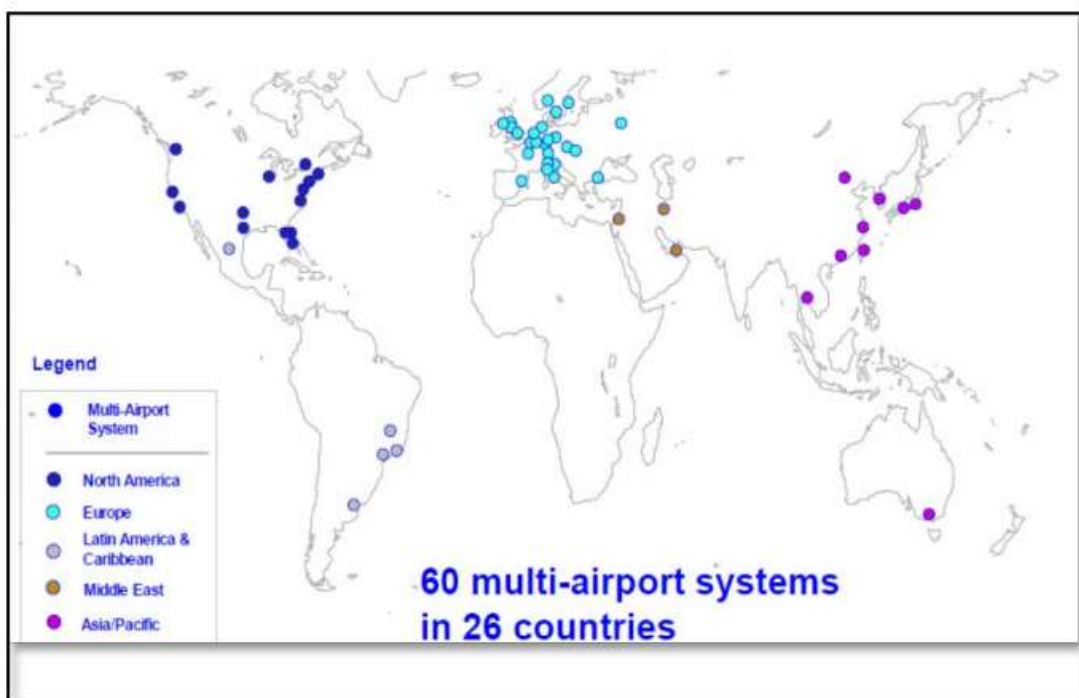 Legend
Multi-Airport
System
North America
Europe
Latin America &
Caribbean
Middle East
Asia/Pacific
60 multi-airport systems
in 26 countries